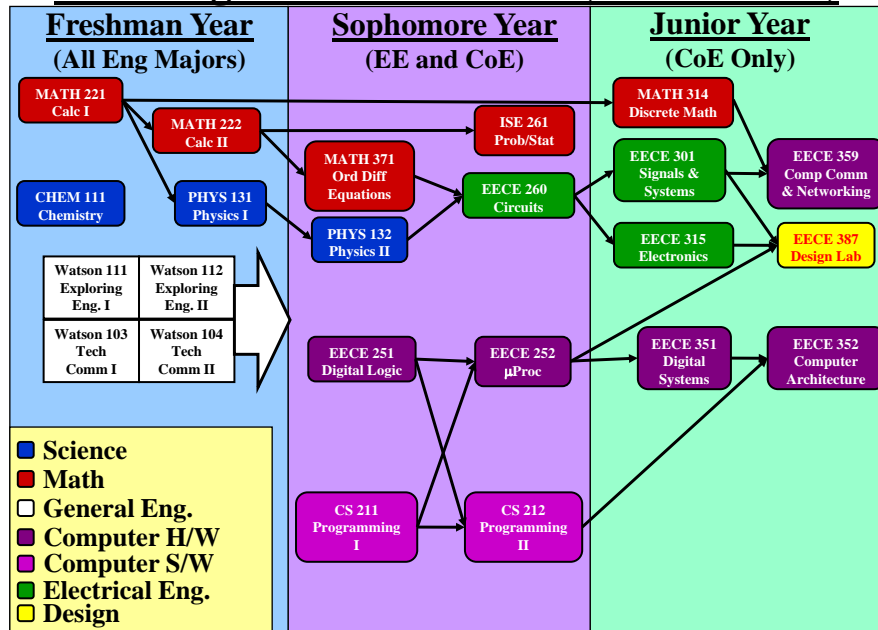 Freshman Year
(All Eng Majors)
Sophomore Year
(EE and CoE)
Junior Year
(CoE Only)
MATH 221
Calc I
MATH 222
Calc II
CHEM 111
Chemistry
PHYS 131
Physics I
Watson 111
Exploring
Eng. I
Watson 112
Exploring
Eng. II
Watson 103
Tech
Comm I
Watson 104
Tech
Comm II
MATH 371
Ord Diff
Equations
PHYS 132
Physics II
ISE 261
Prob/Stat
EECE 260
Circuits
EECE 251
Digital Logic
EECE 252
μProc
CS 211
Programming
I
CS 212
Programming
II
MATH 314
Discrete Math
EECE 301
Signals &
Systems
EECE 315
Electronics
EECE 359
Comp Comm
& Networking
EECE 387
Design Lab
EECE 351
Digital
Systems
EECE 352
Computer
Architecture
Science
Math
General Eng.
Computer H/W
Computer S/W
Electrical Eng.
Design